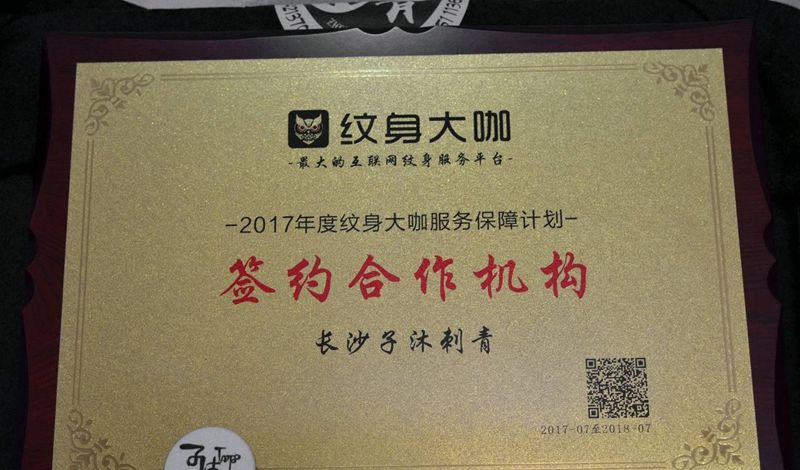 青
纹身大咖
-最大的互联网纹身服务平台-
-2017年度纹身大咖服务保障计划-
签约合作机构
长沙子沐刺青
2017-07至2018-07